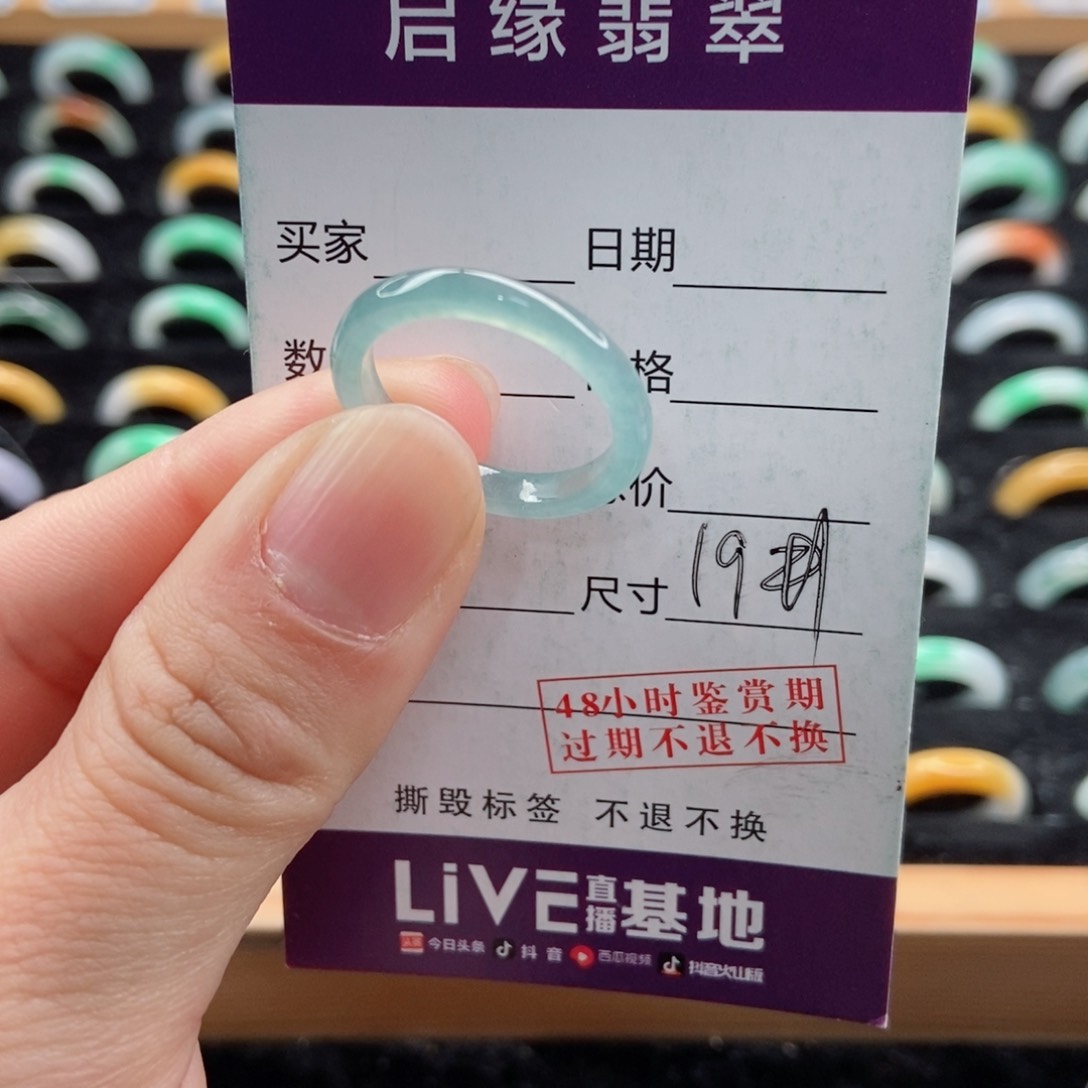 后缘翡翠
买家 日期
数 格
价
尺寸 19
48小时鉴赏期
过期不退不换
撕毁标签 不退不换
LiVE直播基地
今日头条 抖音 西瓜视频 抖音火山版